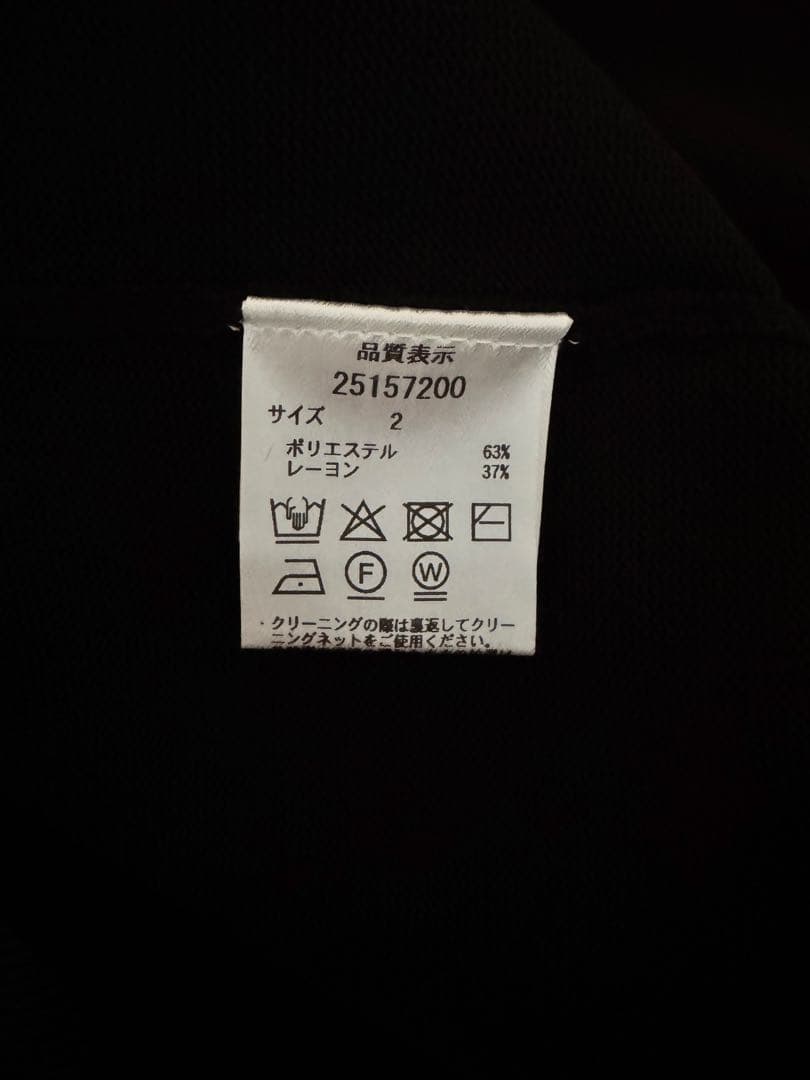 品質表示
25157200
サイズ 2
ポリエステル 63%
レーヨン 37%
F W
・クリーニングの際は裏返してクリー
ニングネットをご使用ください。